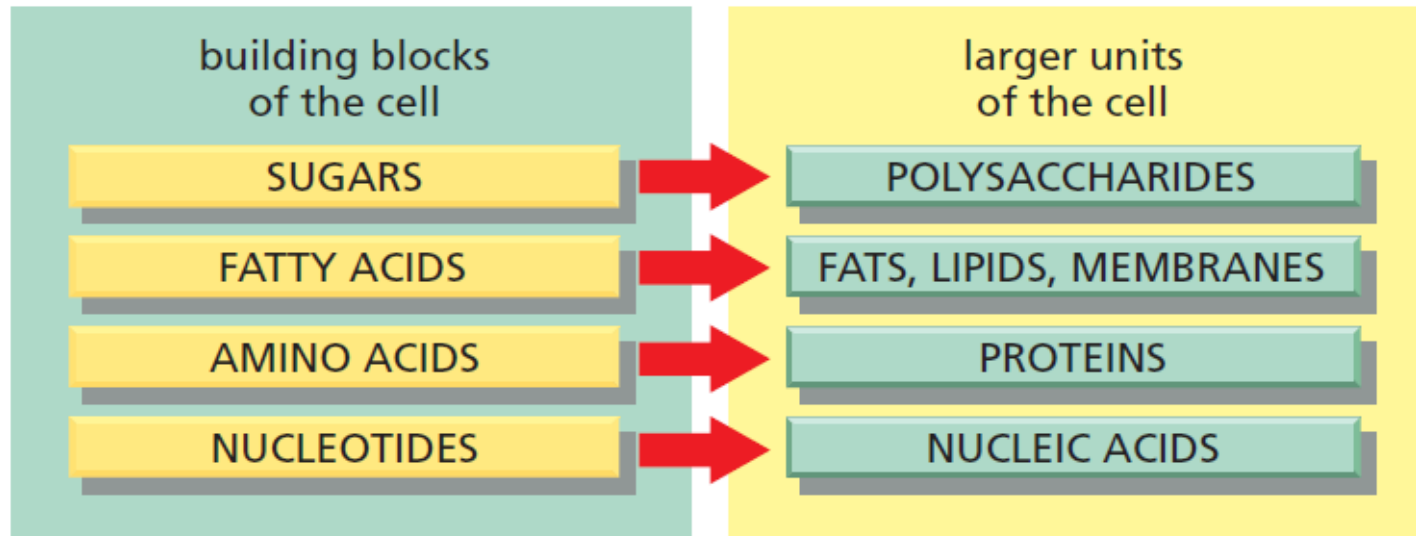 building blocks
of the cell
SUGARS
FATTY ACIDS
AMINO ACIDS
NUCLEOTIDES
larger units
of the cell
POLYSACCHARIDES
FATS, LIPIDS, MEMBRANES
PROTEINS
NUCLEIC ACIDS